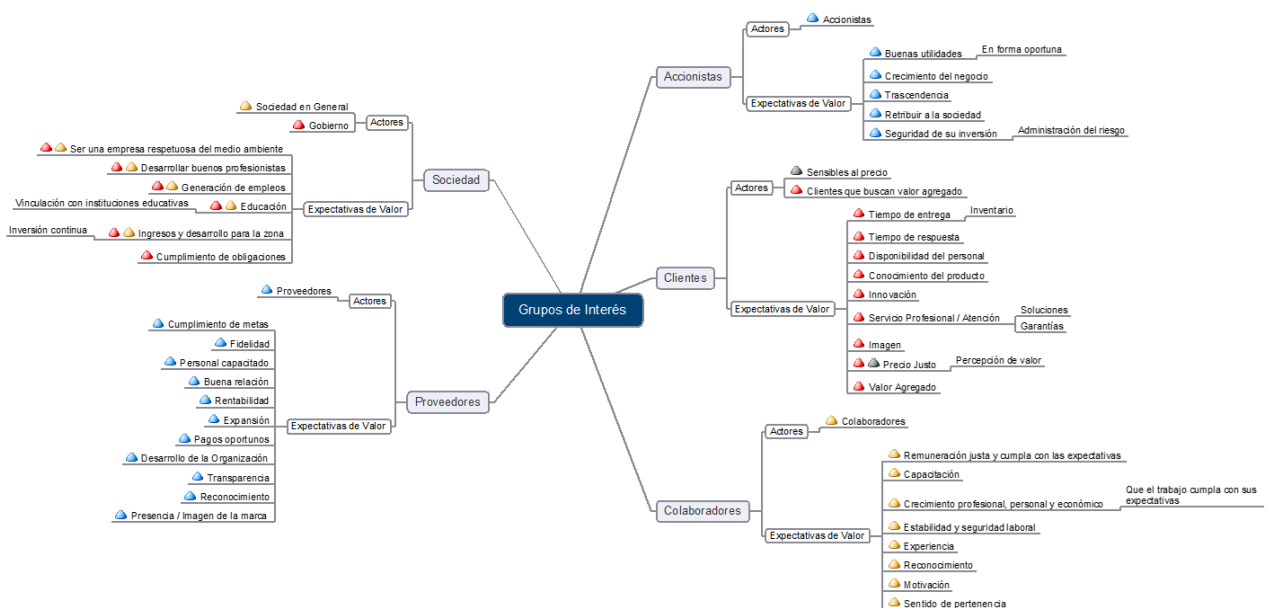 Grupos de Interés
Accionistas
Actores
Accionistas
Expectativas de Valor
Buenas utilidades
En forma oportuna
Crecimiento del negocio
Trascendencia
Retribuir a la sociedad
Seguridad de su inversión
Administración del riesgo
Clientes
Actores
Sensibles al precio
Clientes que buscan valor agregado
Expectativas de Valor
Tiempo de entrega
Inventario
Tiempo de respuesta
Disponibilidad del personal
Conocimiento del producto
Innovación
Servicio Profesional / Atención
Soluciones
Garantías
Imagen
Precio Justo
Percepción de valor
Valor Agregado
Colaboradores
Actores
Colaboradores
Expectativas de Valor
Remuneración justa y cumpla con las expectativas
Capacitación
Crecimiento profesional, personal y económico
Que el trabajo cumpla con sus
expectativas
Estabilidad y seguridad laboral
Experiencia
Reconocimiento
Motivación
Sentido de pertenencia
Sociedad
Actores
Sociedad en General
Gobierno
Expectativas de Valor
Ser una empresa respetuosa del medio ambiente
Desarrollar buenos profesionistas
Generación de empleos
Educación
Vinculación con instituciones educativas
Ingresos y desarrollo para la zona
Inversión continua
Cumplimiento de obligaciones
Proveedores
Actores
Proveedores
Expectativas de Valor
Cumplimiento de metas
Fidelidad
Personal capacitado
Buena relación
Rentabilidad
Expansión
Pagos oportunos
Desarrollo de la Organización
Transparencia
Reconocimiento
Presencia / Imagen de la marca